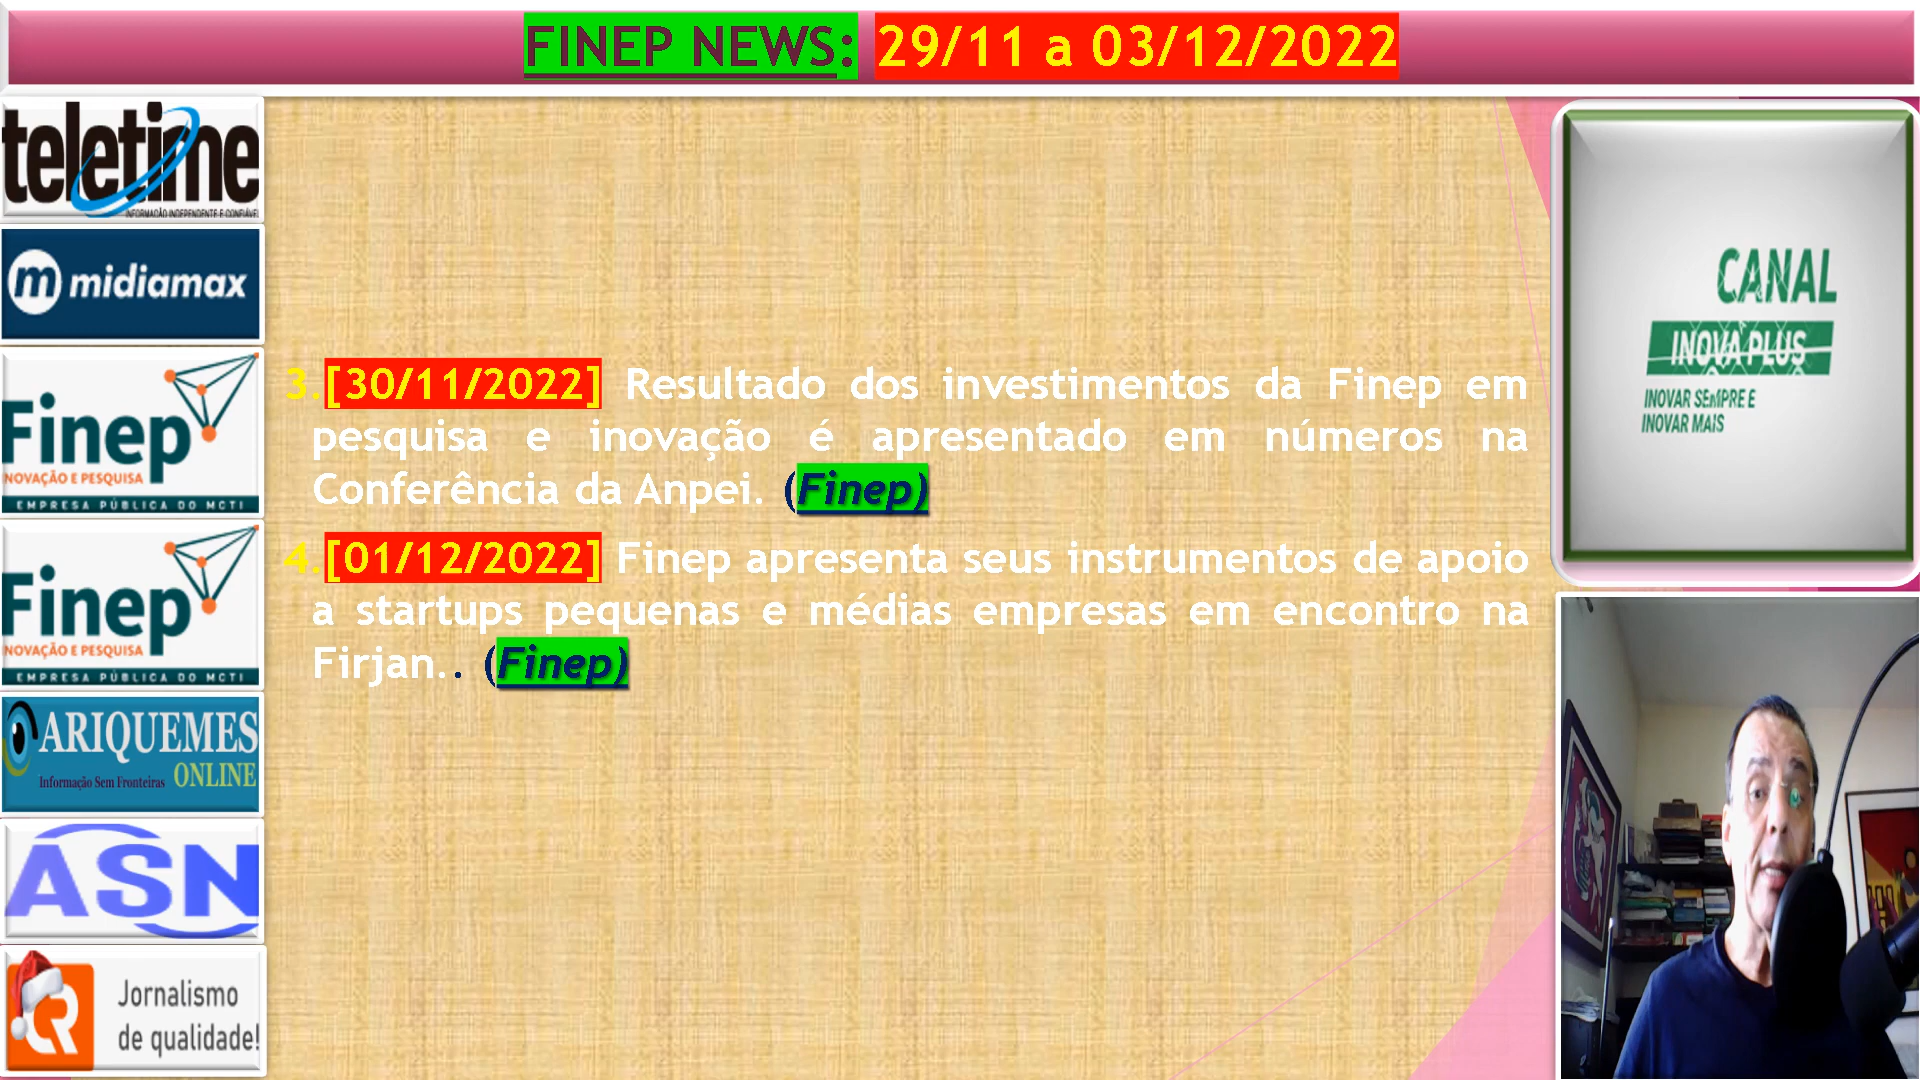 FINEP NEWS: 29/11 a 03/12/2022
teletime
INFORMAÇÃO INDEPENDENTE E CONFIÁVEL
m midiamax
Finep
NOVAÇÃO E PESQUISA
EMPRESA PÚBLICA DO MCTI
Finep
NOVAÇÃO E PESQUISA
EMPRESA PÚBLICA DO MCTI
ARIQUEMES
ONLINE
Informação Sem Fronteiras
ASN
Jornalismo
de qualidade!
3.[30/11/2022] Resultado dos investimentos da Finep em
pesquisa e inovação é apresentado em números na
Conferência da Anpei. (Finep)
4.[01/12/2022] Finep apresenta seus instrumentos de apoio
a startups pequenas e médias empresas em encontro na
Firjan.. (Finep)
CANAL
INOVA PLUS
INOVAR SEMPRE E
INOVAR MAIS